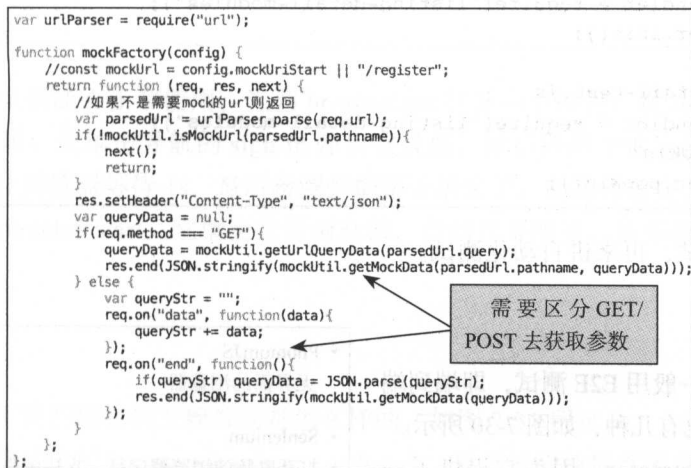 var urlParser = require("url");
function mockFactory(config) {
//const mockUrl = config.mockUriStart || "/register";
return function (req, res, next) {
//如果不是需要mock的url则返回
var parsedUrl = urlParser.parse(req.url);
if(!mockUtil.isMockUrl(parsedUrl.pathname)){
next();
return;
}
res.setHeader("Content-Type", "text/json");
var queryData = null;
if(req.method === "GET"){
queryData = mockUtil.getUrlQueryData(parsedUrl.query);
res.end(JSON.stringify(mockUtil.getMockData(parsedUrl.pathname, queryData)));
} else {
var queryStr = "";
req.on("data", function(data){
queryStr += data;
});
req.on("end", function(){
if(queryStr) queryData = JSON.parse(queryStr);
res.end(JSON.stringify(mockUtil.getMockData(queryData)));
});
}
};
};
需要区分GET/
POST去获取参数